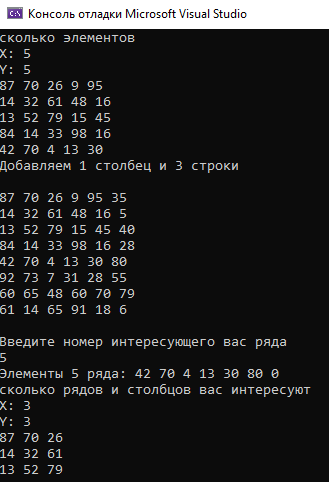 Консоль отладки Microsoft Visual Studio
сколько элементов
X: 5
Y: 5
87 70 26 9 95
14 32 61 48 16
13 52 79 15 45
84 14 33 98 16
42 70 4 13 30
Добавляем 1 столбец и 3 строки

87 70 26 9 95 35
14 32 61 48 16 5
13 52 79 15 45 40
84 14 33 98 16 28
42 70 4 13 30 80
92 73 7 31 28 55
60 65 48 60 70 79
61 14 65 91 18 6

Введите номер интересующего вас ряда
5
Элементы 5 ряда: 42 70 4 13 30 80 0
сколько рядов и столбцов вас интересуют
X: 3
Y: 3
87 70 26
14 32 61
13 52 79